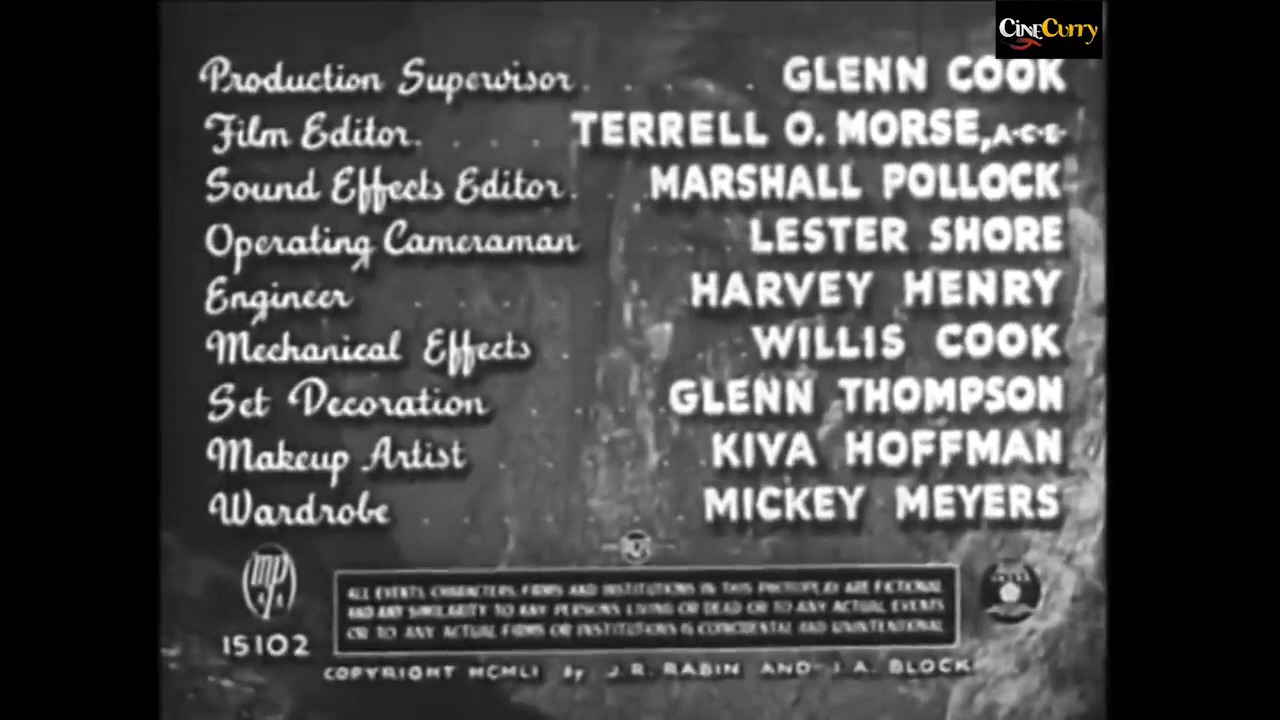 CINECURRY
Production Supervisor . . . . . GLENN COOK
Film Editor. . . . . TERRELL O. MORSE, A·C·E·
Sound Effects Editor. . MARSHALL POLLOCK
Operating Cameraman . . LESTER SHORE
Engineer . . . . . HARVEY HENRY
Mechanical Effects . . . . WILLIS COOK
Set Decoration . . . GLENN THOMPSON
Makeup Artist . . . . KIVA HOFFMAN
Wardrobe . . . . . MICKEY MEYERS
RCA
MP
15102
ALL EVENTS, CHARACTERS, FIRMS AND INSTITUTIONS IN THIS PHOTOPLAY ARE FICTIONAL
AND ANY SIMILARITY TO ANY PERSONS LIVING OR DEAD OR TO ANY ACTUAL EVENTS
OR TO ANY ACTUAL FIRMS OR INSTITUTIONS IS COINCIDENTAL AND UNINTENTIONAL
COPYRIGHT MCMLI by J. R. RABIN AND I. A. BLOCK